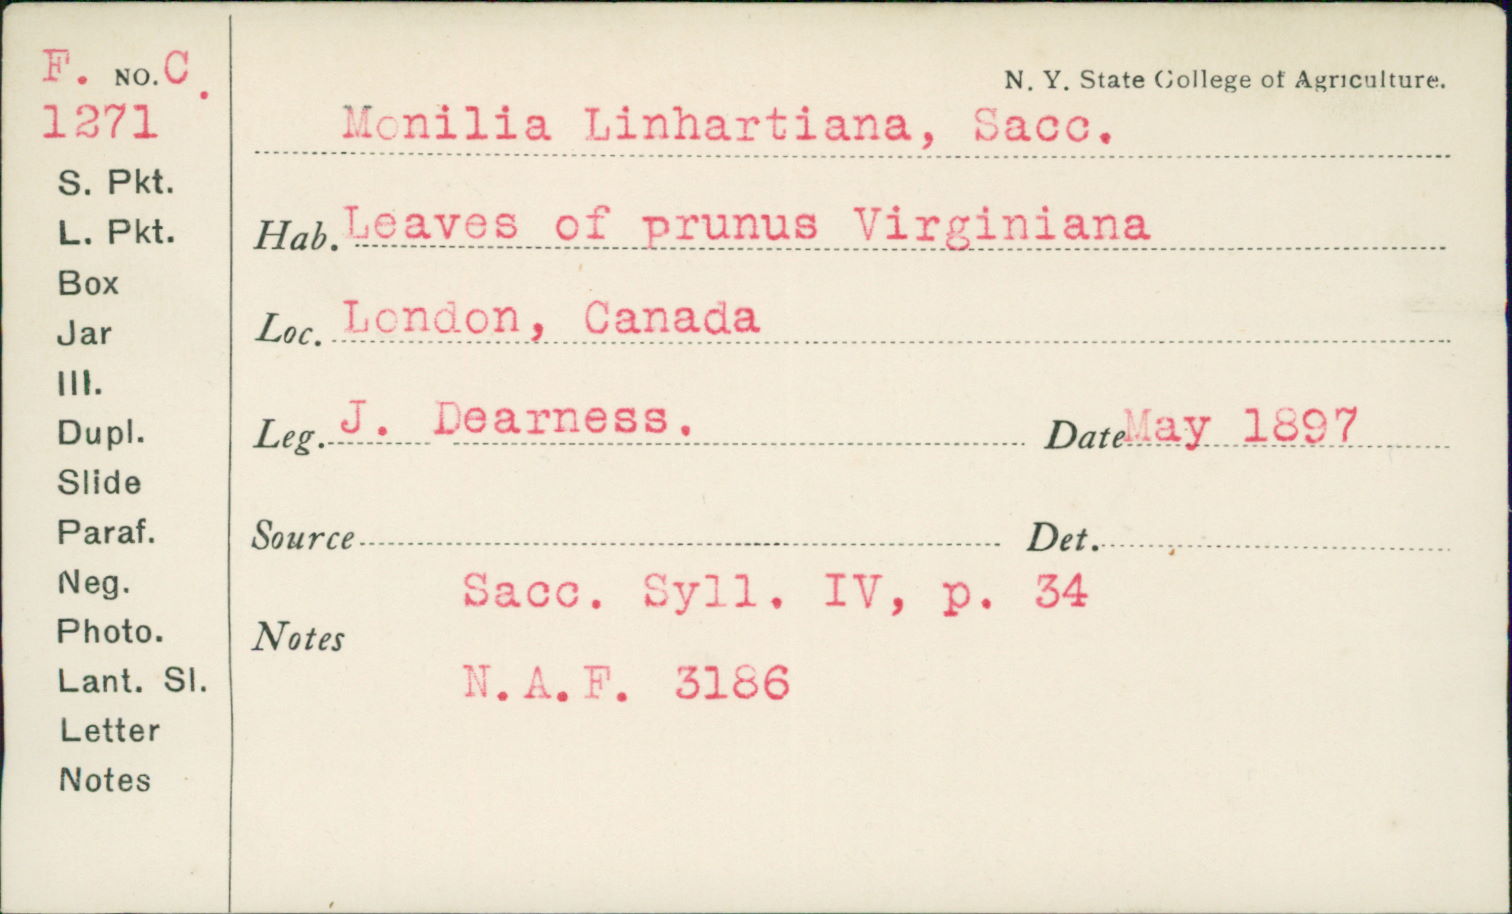 F. NO. C.
1271
S. Pkt.
L. Pkt.
Box
Jar
Ill.
Dupl.
Slide
Paraf.
Neg.
Photo.
Lant. Sl.
Letter
Notes
N. Y. State College of Agriculture.
Monilia Linhartiana, Sacc.
Hab. Leaves of prunus Virginiana
Loc. London, Canada
Leg. J. Dearness. Date May 1897
Source Det.
Sacc. Syll. IV, p. 34
Notes
N.A.F. 3186